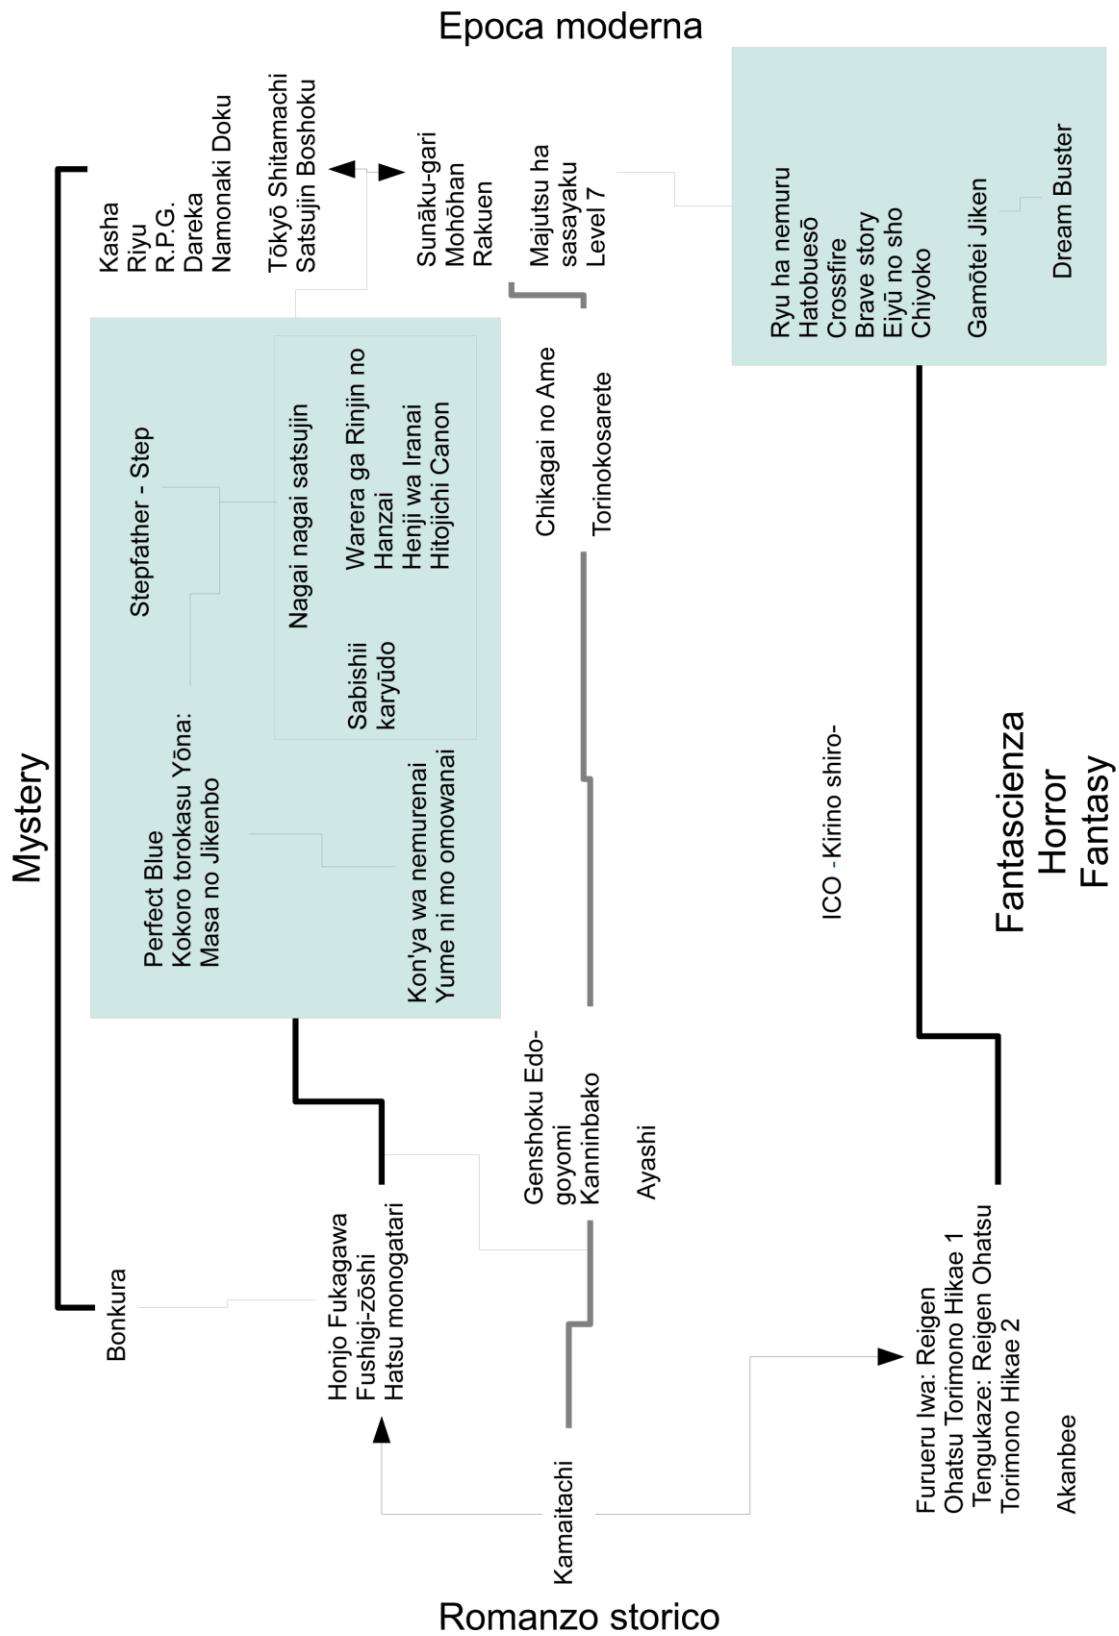 Epoca moderna
Mystery
Kasha
Riyu
R.P.G.
Dareka
Namonaki Doku
Tōkyō Shitamachi
Satsujin Boshoku
Sunāku-gari
Mohōhan
Rakuen
Majutsu ha
sasayaku
Level 7
Ryu ha nemuru
Hatobuesō
Crossfire
Brave story
Eiyū no sho
Chiyoko
Gamōtei Jiken
Dream Buster
Stepfather - Step
Nagai nagai satsujin
Warera ga Rinjin no
Hanzai
Henji wa Iranai
Hitojichi Canon
Sabishii
karyūdo
Perfect Blue
Kokoro torokasu Yōna:
Masa no Jikenbo
Kon'ya wa nemurenai
Yume ni mo omowanai
Chikagai no Ame
Torinokosarete
ICO -Kirino shiro-
Fantascienza
Horror
Fantasy
Bonkura
Honjo Fukagawa
Fushigi-zōshi
Hatsu monogatari
Genshoku Edo-
goyomi
Kanninbako
Ayashi
Kamaitachi
Furueru Iwa: Reigen
Ohatsu Torimono Hikae 1
Tengukaze: Reigen Ohatsu
Torimono Hikae 2
Akanbee
Romanzo storico